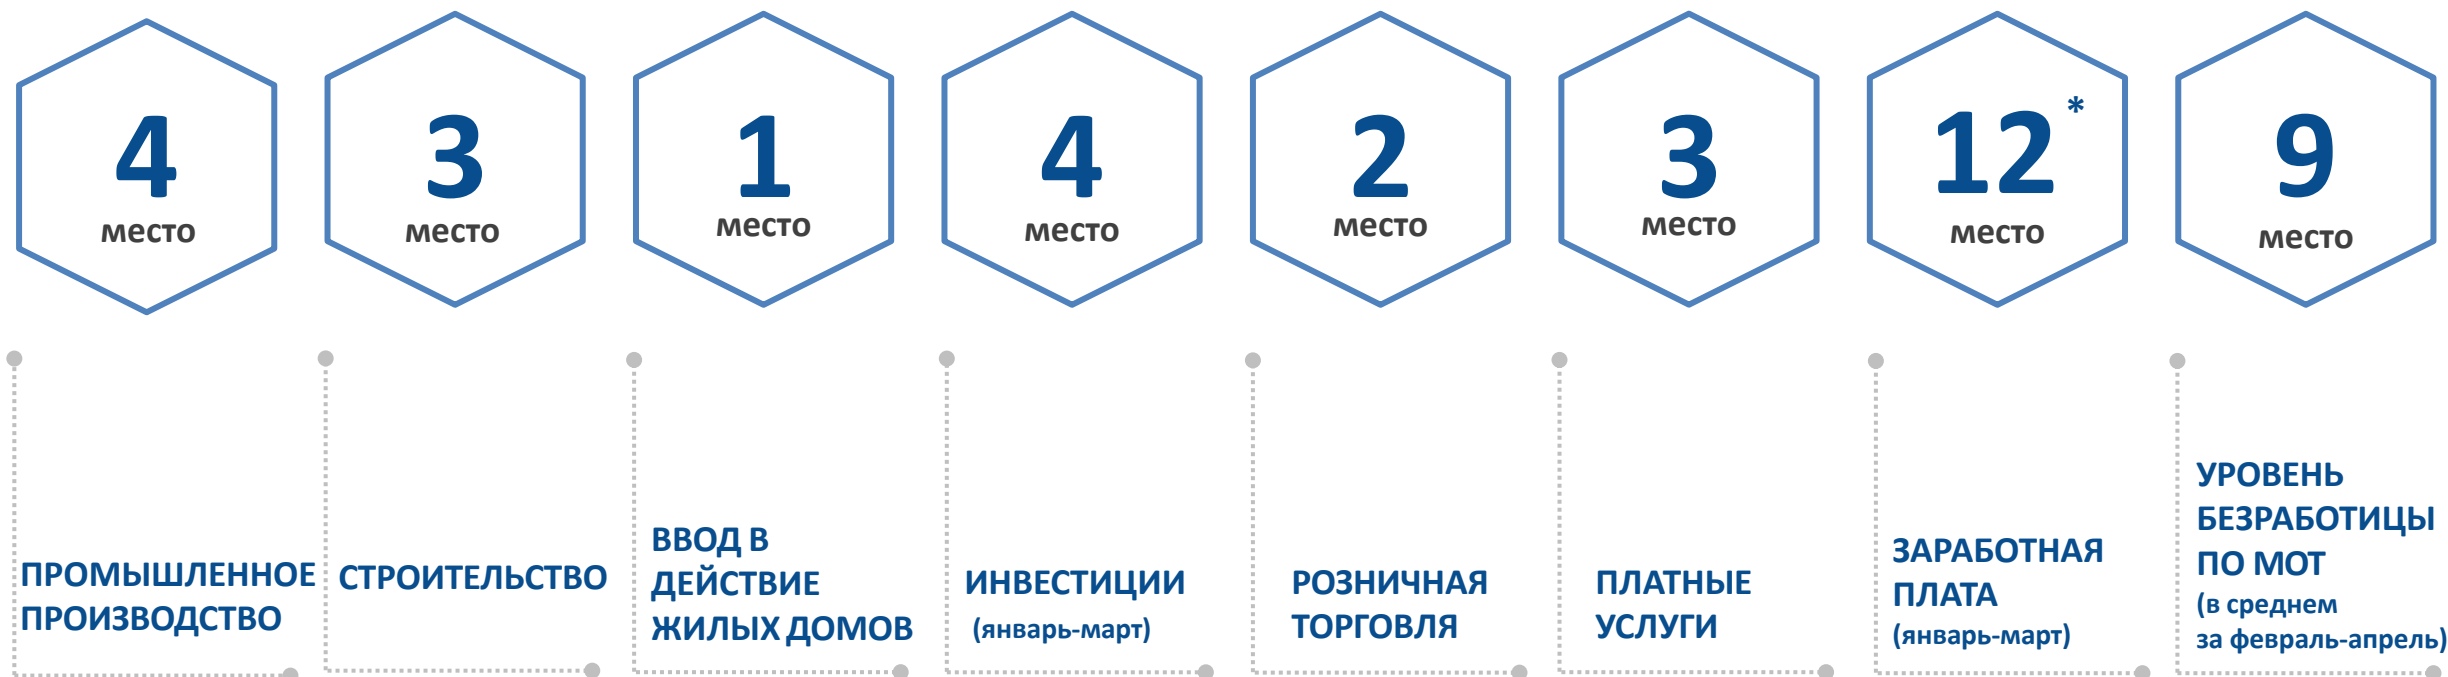 4
место
3
место
1
место
4
место
2
место
3
место
12*
место
9
место
ПРОМЫШЛЕННОЕ
ПРОИЗВОДСТВО
СТРОИТЕЛЬСТВО
ВВОД В
ДЕЙСТВИЕ
ЖИЛЫХ ДОМОВ
ИНВЕСТИЦИИ
(январь-март)
РОЗНИЧНАЯ
ТОРГОВЛЯ
ПЛАТНЫЕ
УСЛУГИ
ЗАРАБОТНАЯ
ПЛАТА
(январь-март)
УРОВЕНЬ
БЕЗРАБОТИЦЫ
ПО МОТ
(в среднем
за февраль-апрель)